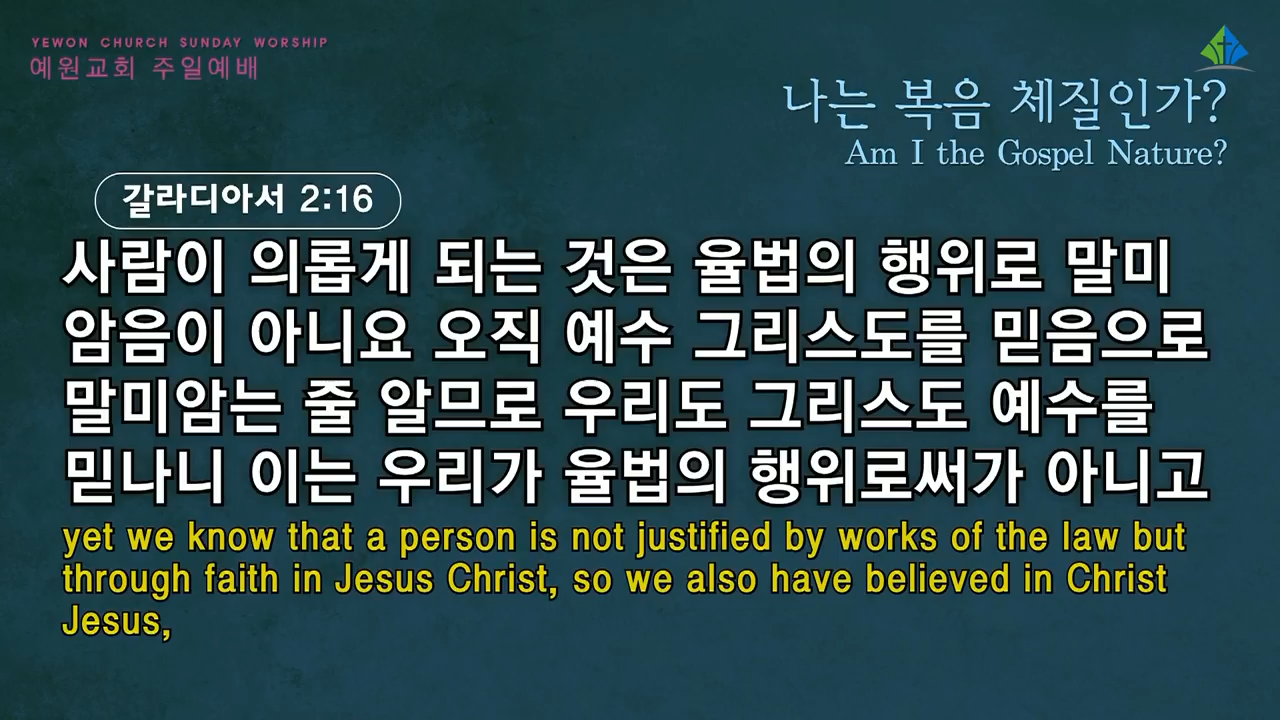 YEWON CHURCH SUNDAY WORSHIP
예원교회 주일예배
나는 복음 체질인가?
Am I the Gospel Nature?
갈라디아서 2:16
사람이 의롭게 되는 것은 율법의 행위로 말미
암음이 아니요 오직 예수 그리스도를 믿음으로
말미암는 줄 알므로 우리도 그리스도 예수를
믿나니 이는 우리가 율법의 행위로써가 아니고
yet we know that a person is not justified by works of the law but
through faith in Jesus Christ, so we also have believed in Christ
Jesus,